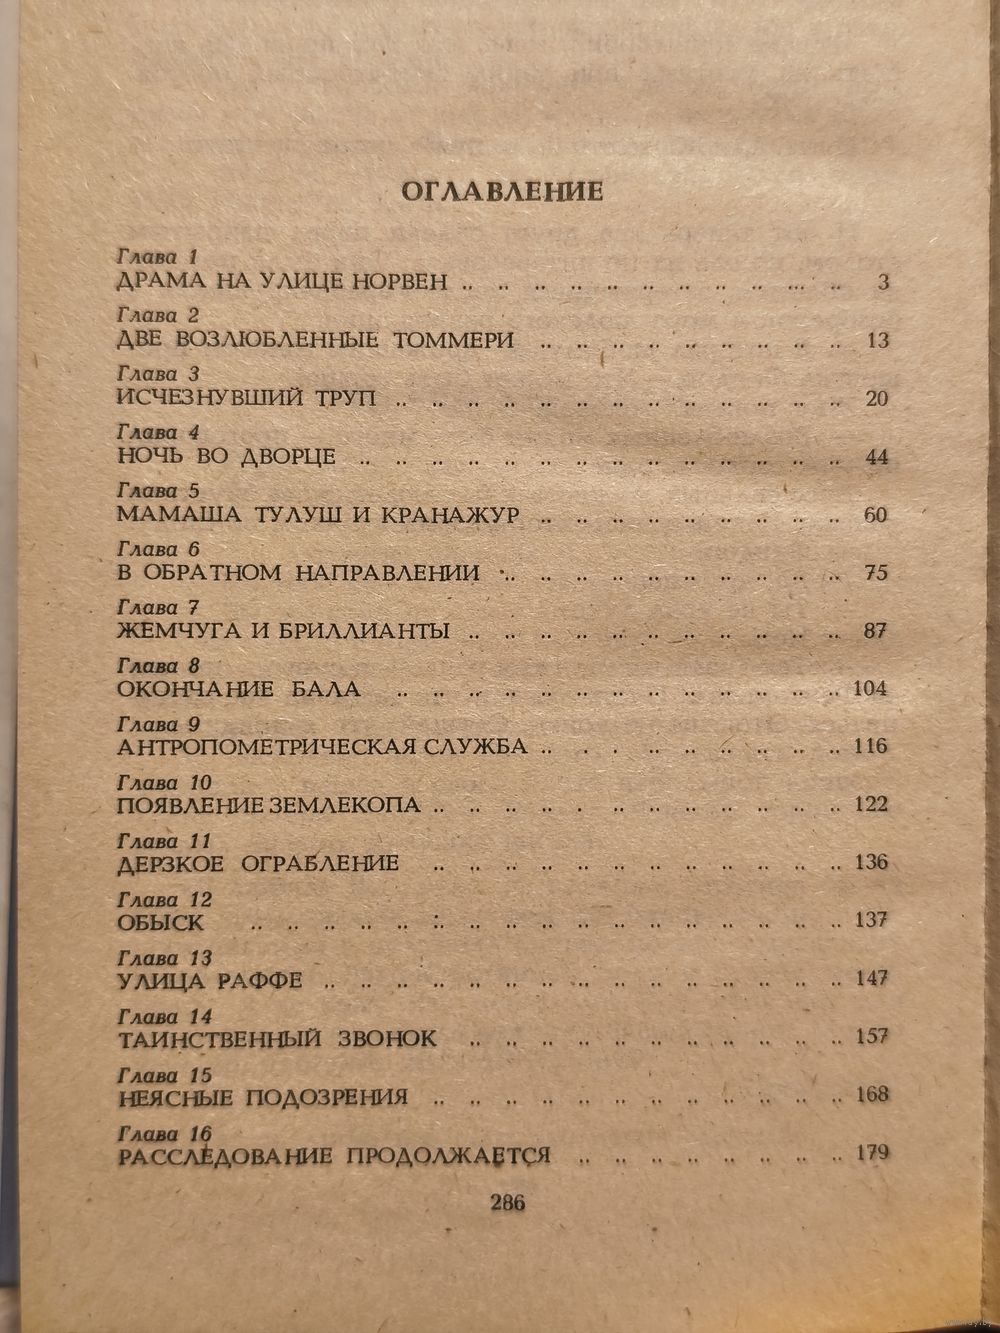 ОГЛАВЛЕНИЕ
Глава 1
ДРАМА НА УЛИЦЕ НОРВЕН .. .. .. .. .. .. .. .. .. ... .. 3
Глава 2
ДВЕ ВОЗЛЮБЛЕННЫЕ ТОММЕРИ .. .. .. .. .. .. .. .. .. 13
Глава 3
ИСЧЕЗНУВШИЙ ТРУП .. .. .. .. .. .. .. .. .. .. .. .. .. 20
Глава 4
НОЧЬ ВО ДВОРЦЕ .. .. .. .. .. .. .. .. .. .. .. .. .. .. 44
Глава 5
МАМАША ТУЛУШ И КРАНАЖУР .. .. .. .. .. .. .. .. .. 60
Глава 6
В ОБРАТНОМ НАПРАВЛЕНИИ .. .. .. .. .. .. .. .. .. .. 75
Глава 7
ЖЕМЧУГА И БРИЛЛИАНТЫ .. .. .. .. .. .. .. .. .. .. .. 87
Глава 8
ОКОНЧАНИЕ БАЛА .. .. .. .. .. .. .. .. .. .. .. .. .. 104
Глава 9
АНТРОПОМЕТРИЧЕСКАЯ СЛУЖБА .. . . .. .. .. .. .. .. 116
Глава 10
ПОЯВЛЕНИЕ ЗЕМЛЕКОПА .. .. .. .. . .. .. .. .. .. .. .. 122
Глава 11
ДЕРЗКОЕ ОГРАБЛЕНИЕ .. .. .. .. .. .. .. .. .. .. .. .. 136
Глава 12
ОБЫСК .. .. .. .. .. .. .. .. .. .. .. .. .. .. .. .. .. 137
Глава 13
УЛИЦА РАФФЕ .. .. .. .. .. .. .. .. .. .. .. .. .. .. .. 147
Глава 14
ТАИНСТВЕННЫЙ ЗВОНОК .. .. .. .. .. .. .. .. .. .. .. 157
Глава 15
НЕЯСНЫЕ ПОДОЗРЕНИЯ .. .. .. .. .. .. .. .. .. .. .. .. 168
Глава 16
РАССЛЕДОВАНИЕ ПРОДОЛЖАЕТСЯ .. .. .. .. .. .. .. .. 179
286